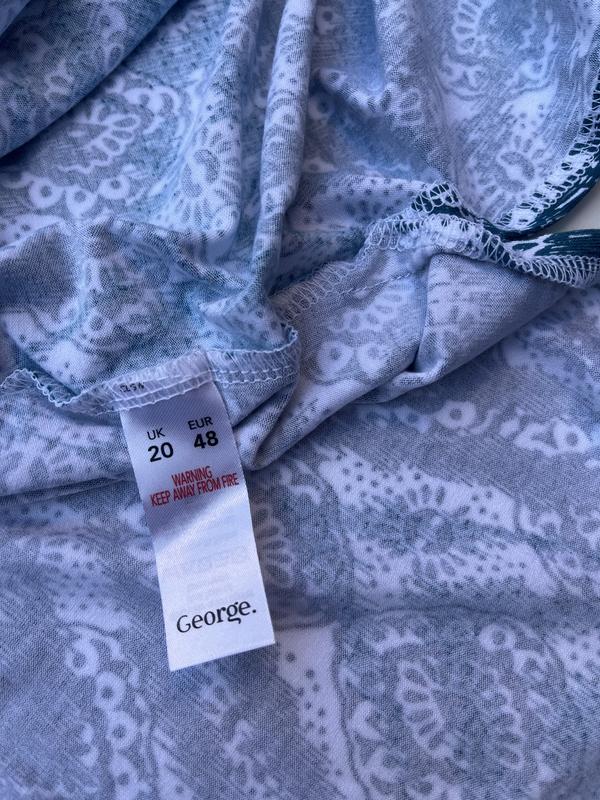 UK EUR
20 48
WARNING
KEEP AWAY FROM FIRE
George.